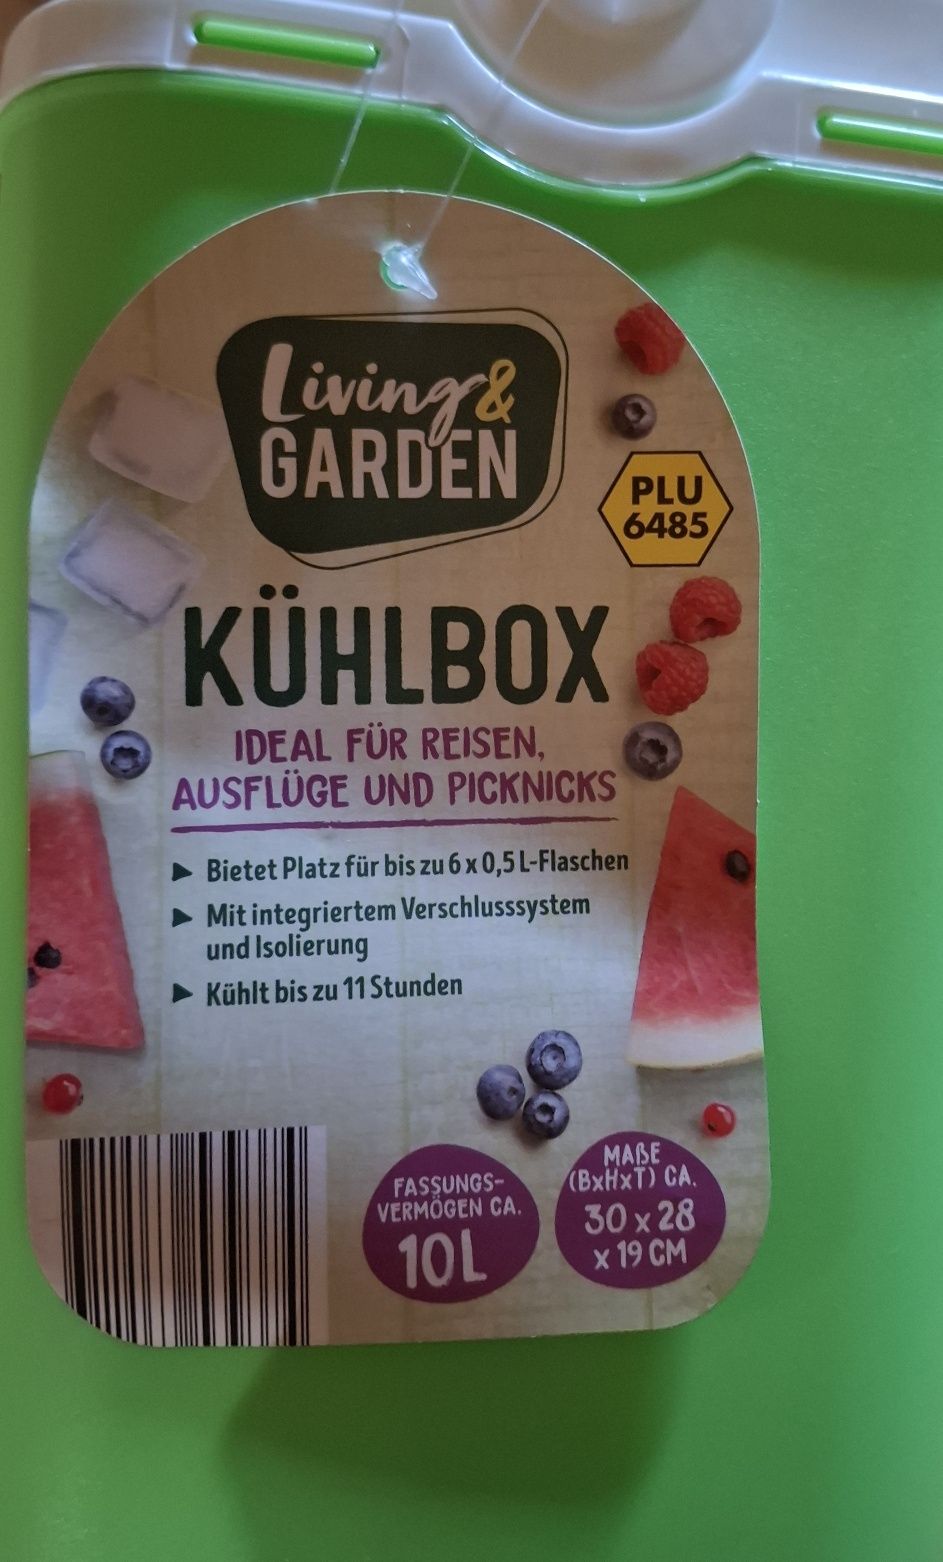 Living &
GARDEN
PLU
6485
KÜHLBOX
IDEAL FÜR REISEN,
AUSFLÜGE UND PICKNICKS
▶ Bietet Platz für bis zu 6 x 0,5 L-Flaschen
▶ Mit integriertem Verschlusssystem
und Isolierung
▶ Kühlt bis zu 11 Stunden
FASSUNGS-
VERMÖGEN CA.
10L
MAßE
(BxHxT) CA.
30 x 28
x 19 CM